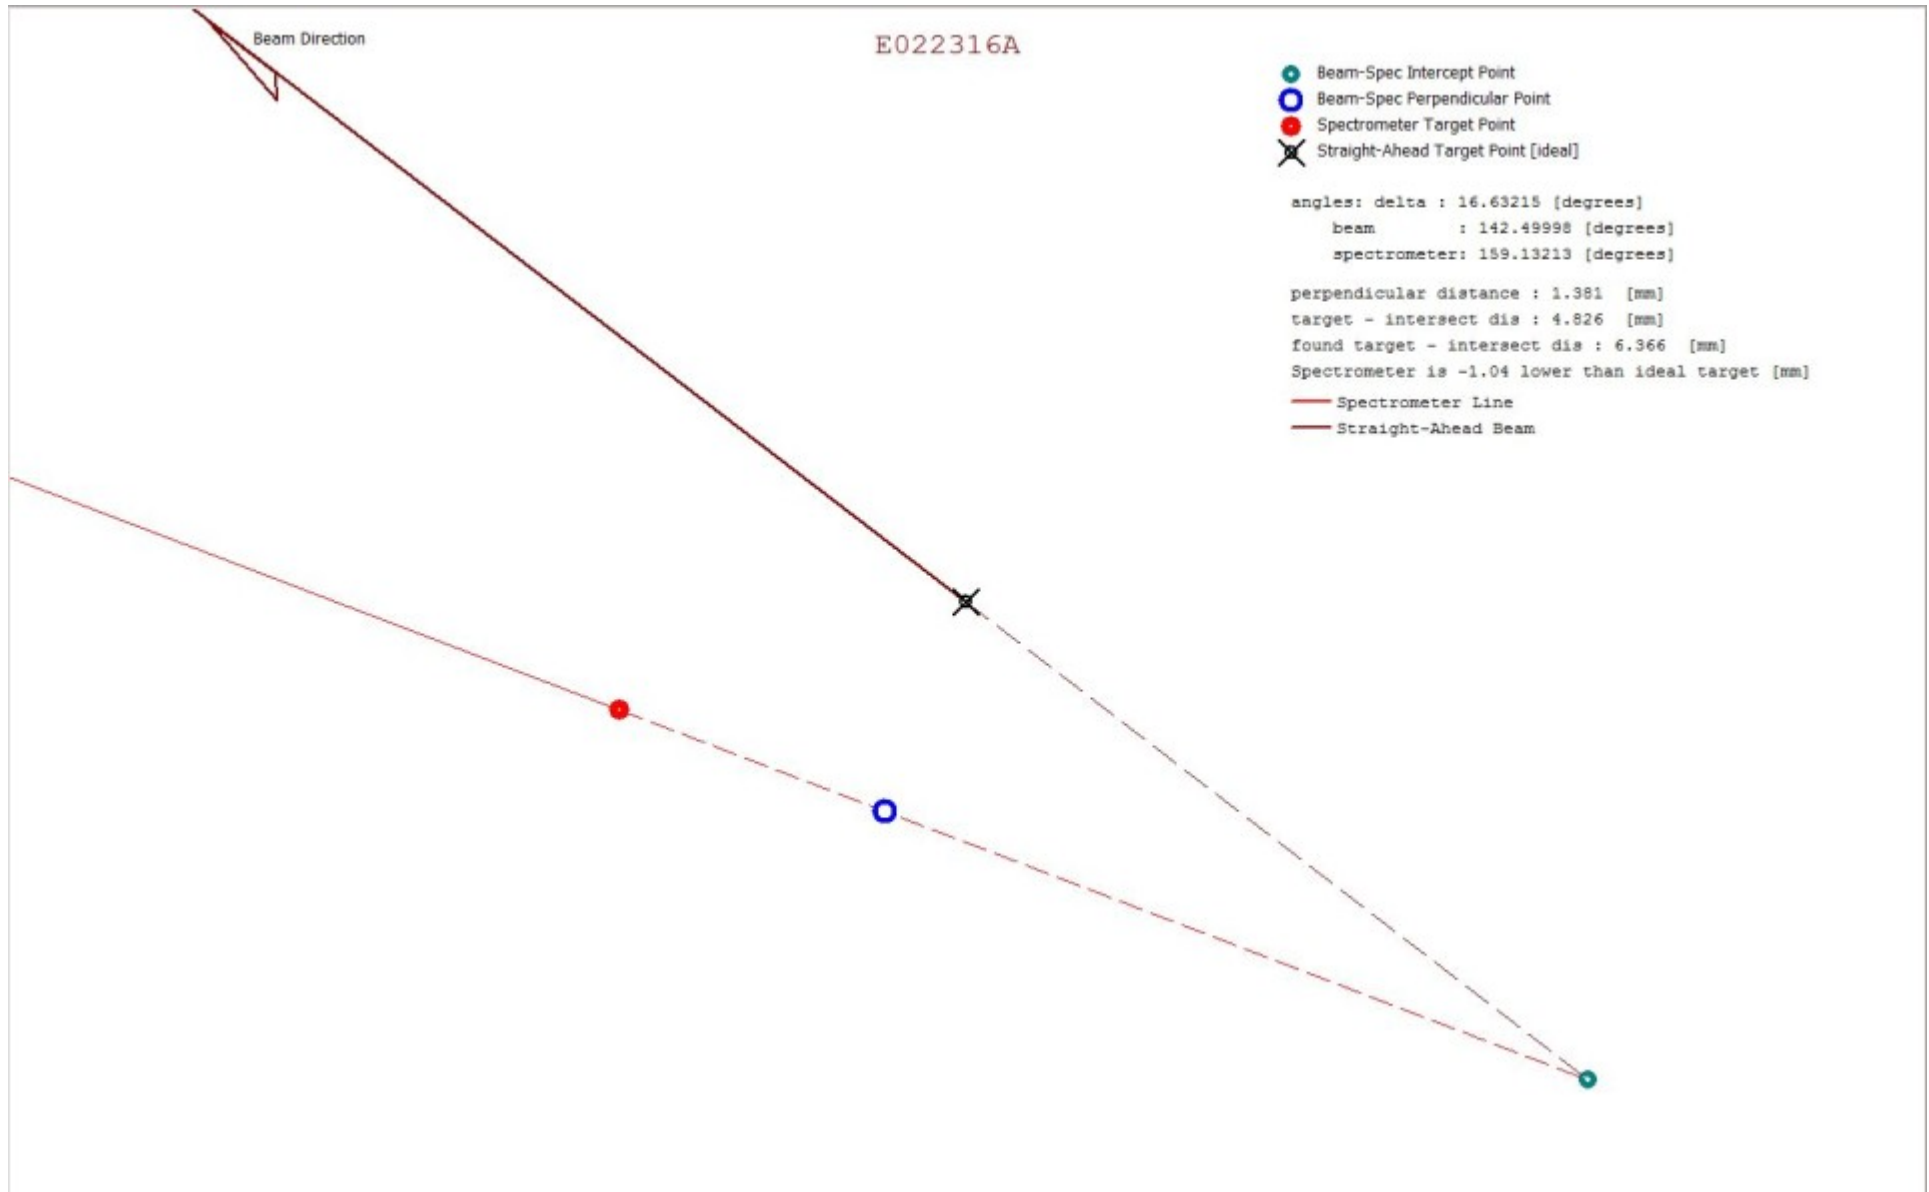 Beam Direction
E022316A
Beam-Spec Intercept Point
Beam-Spec Perpendicular Point
Spectrometer Target Point
Straight-Ahead Target Point [ideal]
angles: delta : 16.63215 [degrees]
beam : 142.49998 [degrees]
spectrometer: 159.13213 [degrees]
perpendicular distance : 1.381 [mm]
target - intersect dis : 4.826 [mm]
found target - intersect dis : 6.366 [mm]
Spectrometer is -1.04 lower than ideal target [mm]
Spectrometer Line
Straight-Ahead Beam